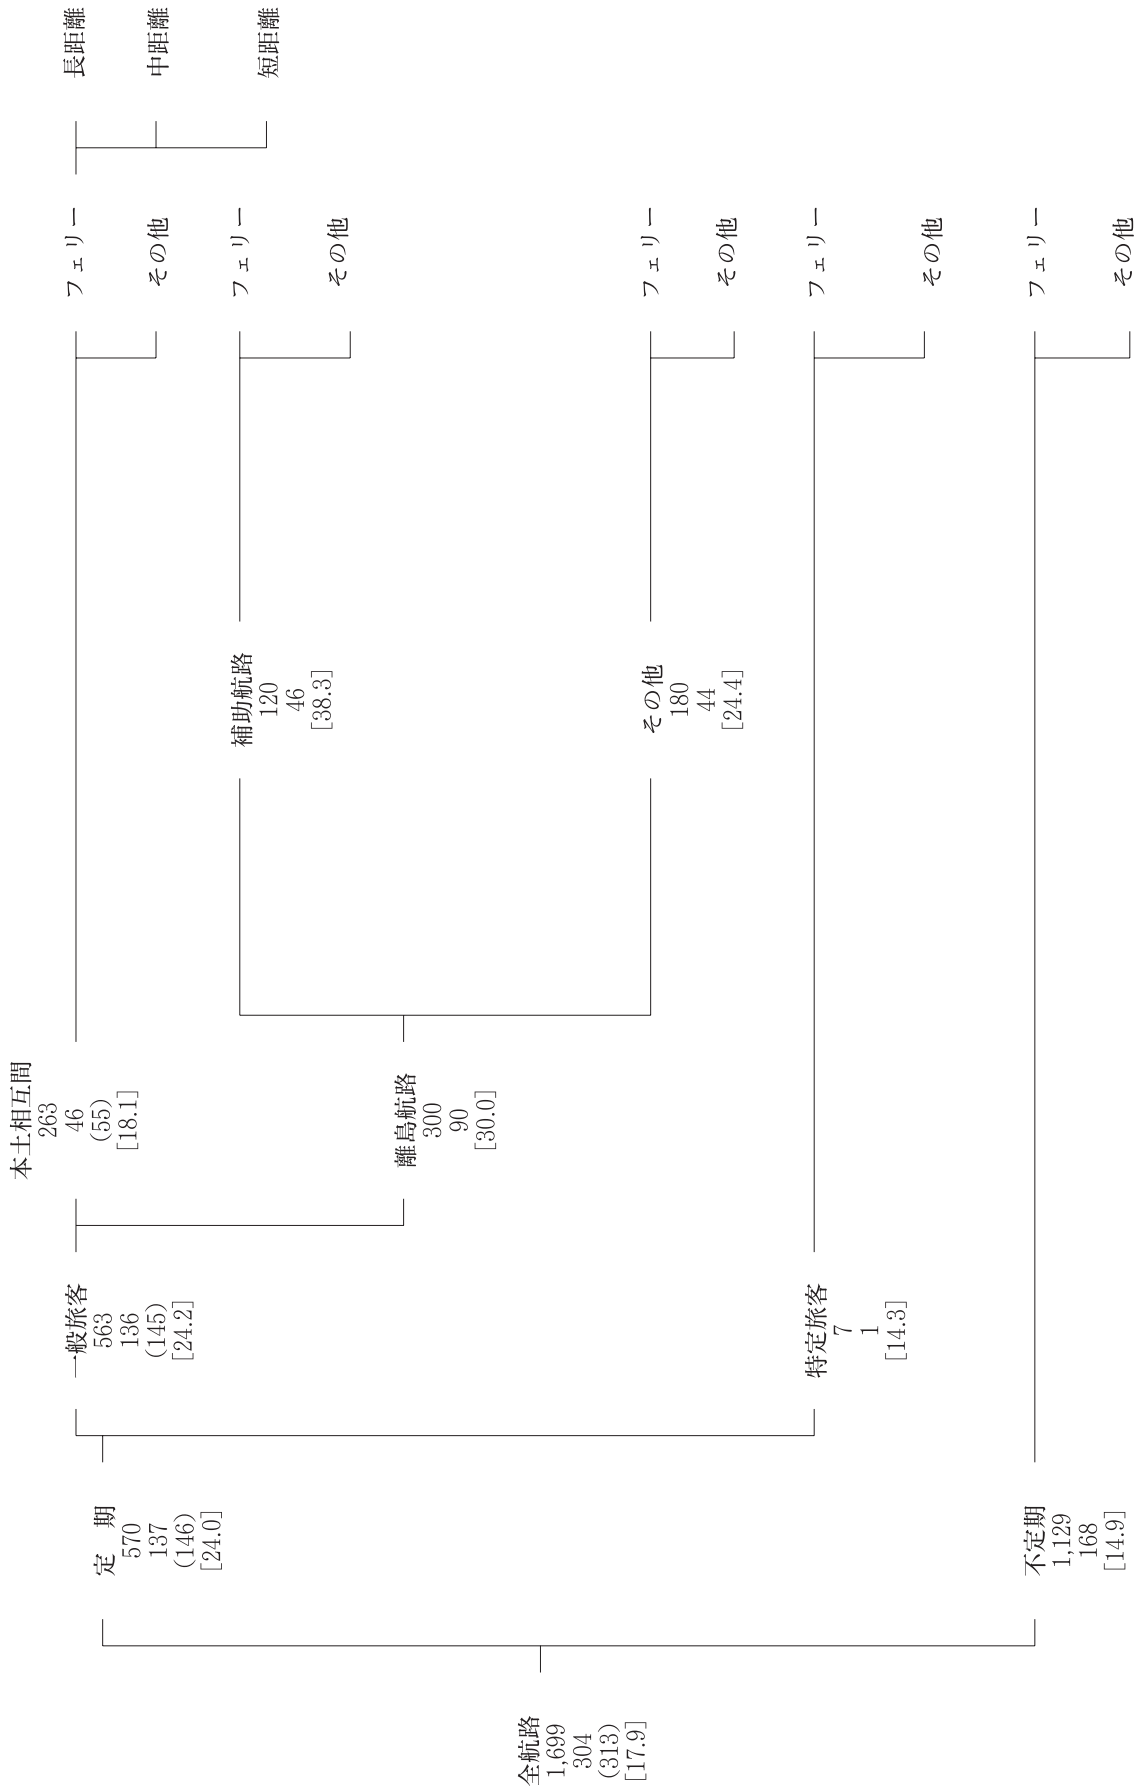 全航路
1,699
304
(313)
[17.9]
定　期
570
137
(146)
[24.0]
一般旅客
563
136
(145)
[24.2]
本土相互間
263
46
(55)
[18.1]
フェリー
長距離
中距離
短距離
その他
離島航路
300
90
[30.0]
補助航路
120
46
[38.3]
フェリー
その他
その他
180
44
[24.4]
フェリー
その他
特定旅客
7
1
[14.3]
フェリー
その他
不定期
1,129
168
[14.9]
フェリー
その他